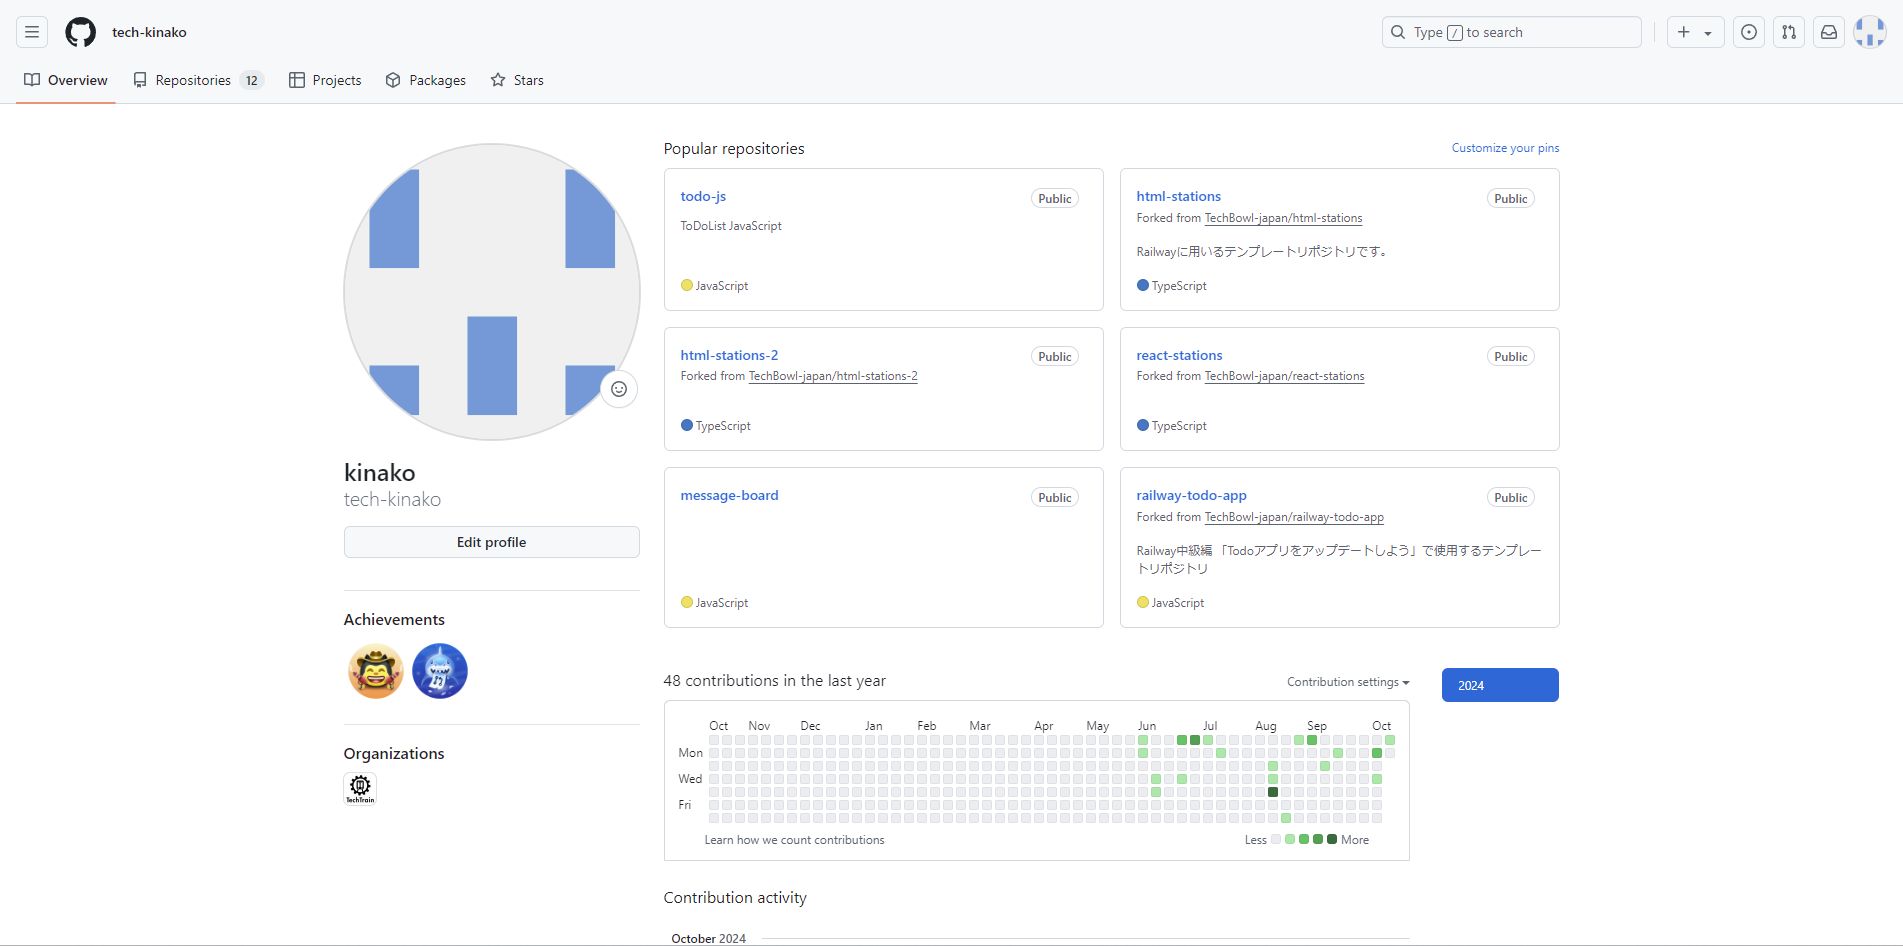 tech-kinako
Type / to search
Overview
Repositories 12
Projects
Packages
Stars
kinako
tech-kinako
Edit profile
Achievements
Organizations
TechTrain
Popular repositories
Customize your pins
todo-js
Public
ToDoList JavaScript
JavaScript
html-stations
Public
Forked from TechBowl-japan/html-stations
Railwayに用いるテンプレートリポジトリです。
TypeScript
html-stations-2
Public
Forked from TechBowl-japan/html-stations-2
TypeScript
react-stations
Public
Forked from TechBowl-japan/react-stations
TypeScript
message-board
Public
JavaScript
railway-todo-app
Public
Forked from TechBowl-japan/railway-todo-app
Railway中級編 「Todoアプリをアップデートしよう」で使用するテンプレー
トリポジトリ
JavaScript
48 contributions in the last year
Contribution settings
2024
Oct Nov Dec Jan Feb Mar Apr May Jun Jul Aug Sep Oct
Mon
Wed
Fri
Learn how we count contributions
Less
More
Contribution activity
October 2024